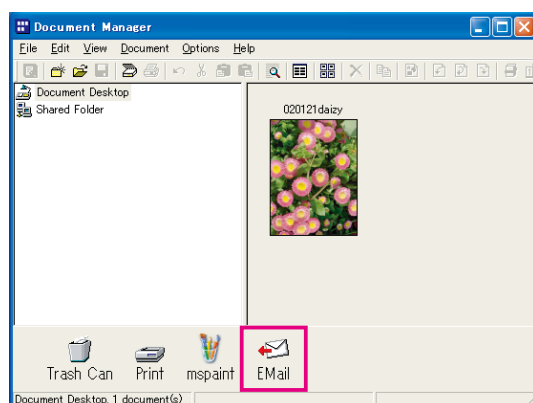 Document Manager
File Edit View Document Options Help
Document Desktop
Shared Folder
020121daizy
Trash Can Print mspaint EMail
Document Desktop, 1 document(s)